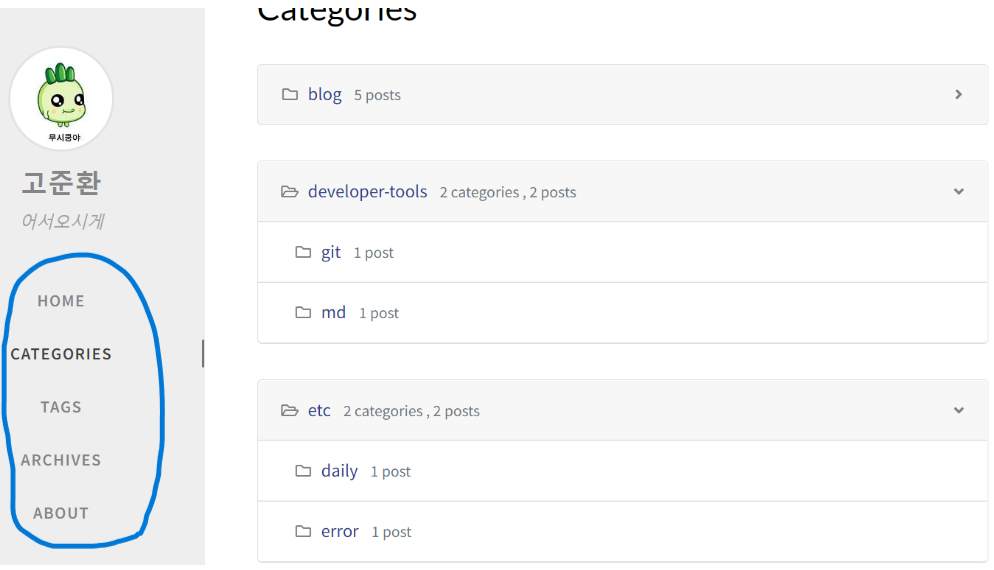 Categories
무시쿵야
고준환
어서오시게
HOME
CATEGORIES
TAGS
ARCHIVES
ABOUT
blog 5 posts
developer-tools 2 categories , 2 posts
git 1 post
md 1 post
etc 2 categories , 2 posts
daily 1 post
error 1 post